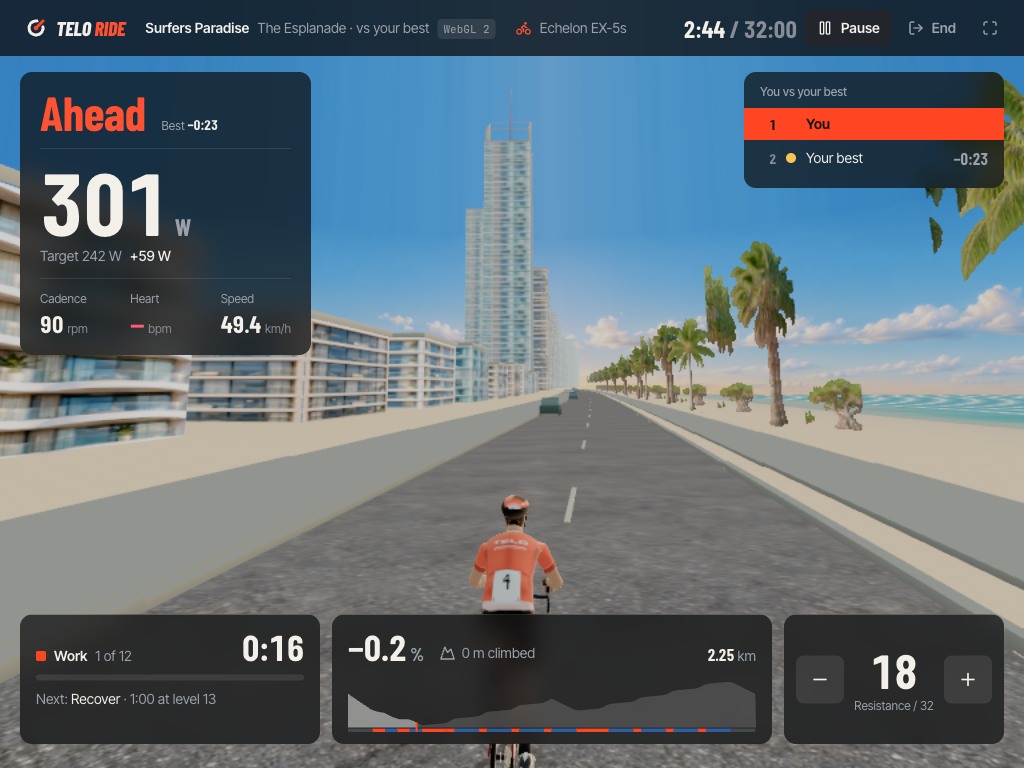 TELO RIDE Surfers Paradise The Esplanade · vs your best WebGL 2 Echelon EX-5s 2:44 / 32:00 Pause End
Ahead Best −0:23
301 W
Target 242 W +59 W
Cadence Heart Speed
90 rpm — bpm 49.4 km/h
You vs your best
1 You
2 Your best −0:23
TELO
4
Work 1 of 12 0:16
Next: Recover · 1:00 at level 13
−0.2 % 0 m climbed 2.25 km
− 18 +
Resistance / 32